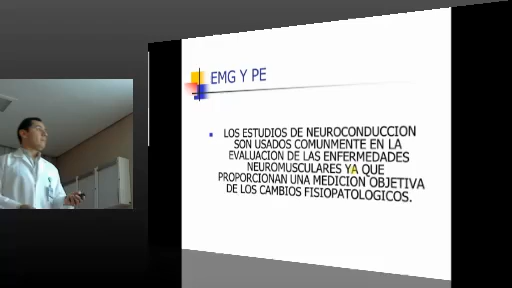 EMG Y PE
LOS ESTUDIOS DE NEUROCONDUCCION
SON USADOS COMUNMENTE EN LA
EVALUACION DE LAS ENFERMEDADES
NEUROMUSCULARES YA QUE
PROPORCIONAN UNA MEDICION OBJETIVA
DE LOS CAMBIOS FISIOPATOLOGICOS.